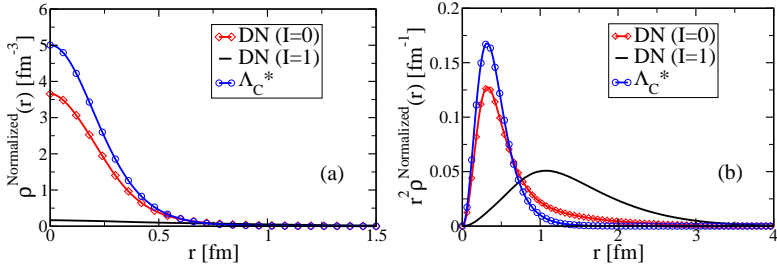 6
5
4
3
2
1
0
0
0.5
1
1.5
r [fm]
ρ^Normalized(r) [fm^-3]
DN (I=0)
DN (I=1)
Λ_C*
(a)
0.2
0.15
0.1
0.05
0
0
1
2
3
4
r [fm]
r^2 ρ^Normalized(r) [fm^-1]
DN (I=0)
DN (I=1)
Λ_C*
(b)